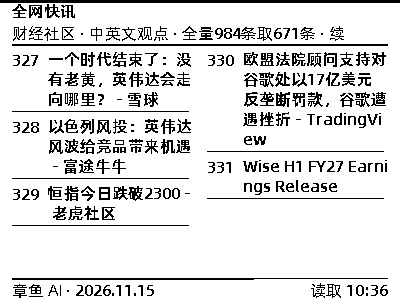 全网快讯
财经社区 · 中英文观点 · 全量984条取671条 · 续
327 一个时代结束了：没
有老黄，英伟达会走
向哪里？ - 雪球
328 以色列风投：英伟达
风波给竞品带来机遇
- 富途牛牛
329 恒指今日跌破2300 -
老虎社区
330 欧盟法院顾问支持对
谷歌处以17亿美元
反垄断罚款，谷歌遭
遇挫折 - TradingVi
ew
331 Wise H1 FY27 Earni
ngs Release
章鱼 AI · 2026.11.15
读取 10:36